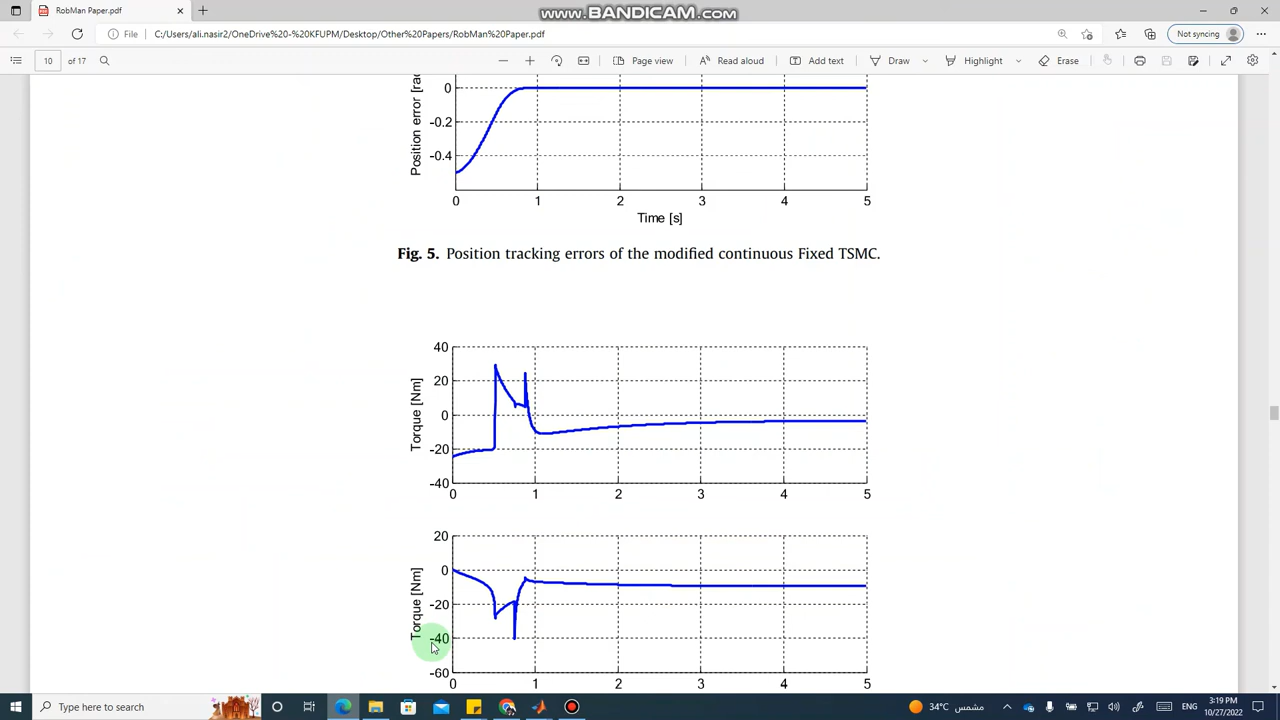 RobMan Paper.pdf
WWW.BANDICAM.COM
File
C:/Users/ali.nasir2/OneDrive%20-%20KFUPM/Desktop/Other%20Papers/RobMan%20Paper.pdf
Not syncing
10 of 17
Page view
Read aloud
Add text
Draw
Highlight
Erase
Position error [rad
0
-0.2
-0.4
0 1 2 3 4 5
Time [s]
Fig. 5. Position tracking errors of the modified continuous Fixed TSMC.
Torque [Nm]
40
20
0
-20
-40
0 1 2 3 4 5
Torque [Nm]
20
0
-20
-40
-60
0 1 2 3 4 5
Type here to search
34°C مشمس
ENG
3:19 PM
10/27/2022